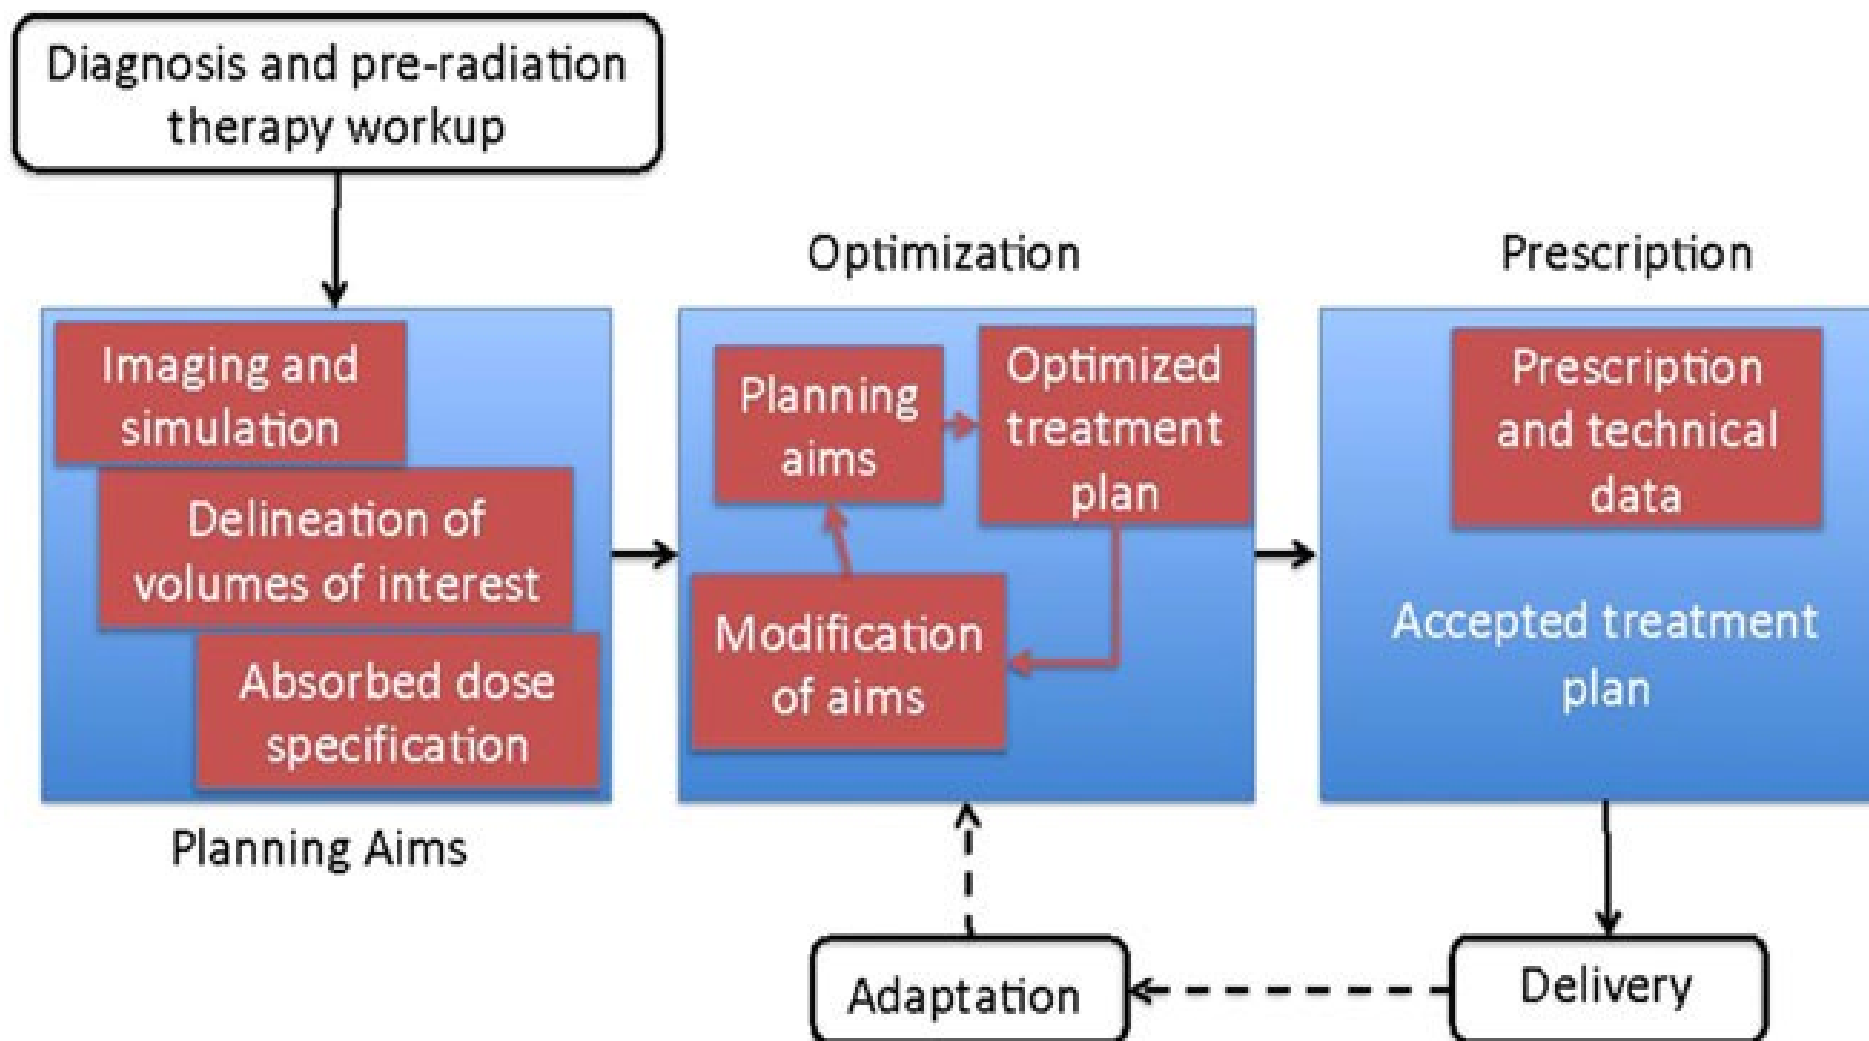 Diagnosis and pre-radiation
therapy workup
Optimization
Prescription
Imaging and
simulation
Delineation of
volumes of interest
Absorbed dose
specification
Planning Aims
Planning
aims
Optimized
treatment
plan
Modification
of aims
Prescription
and technical
data
Accepted treatment
plan
Adaptation
Delivery